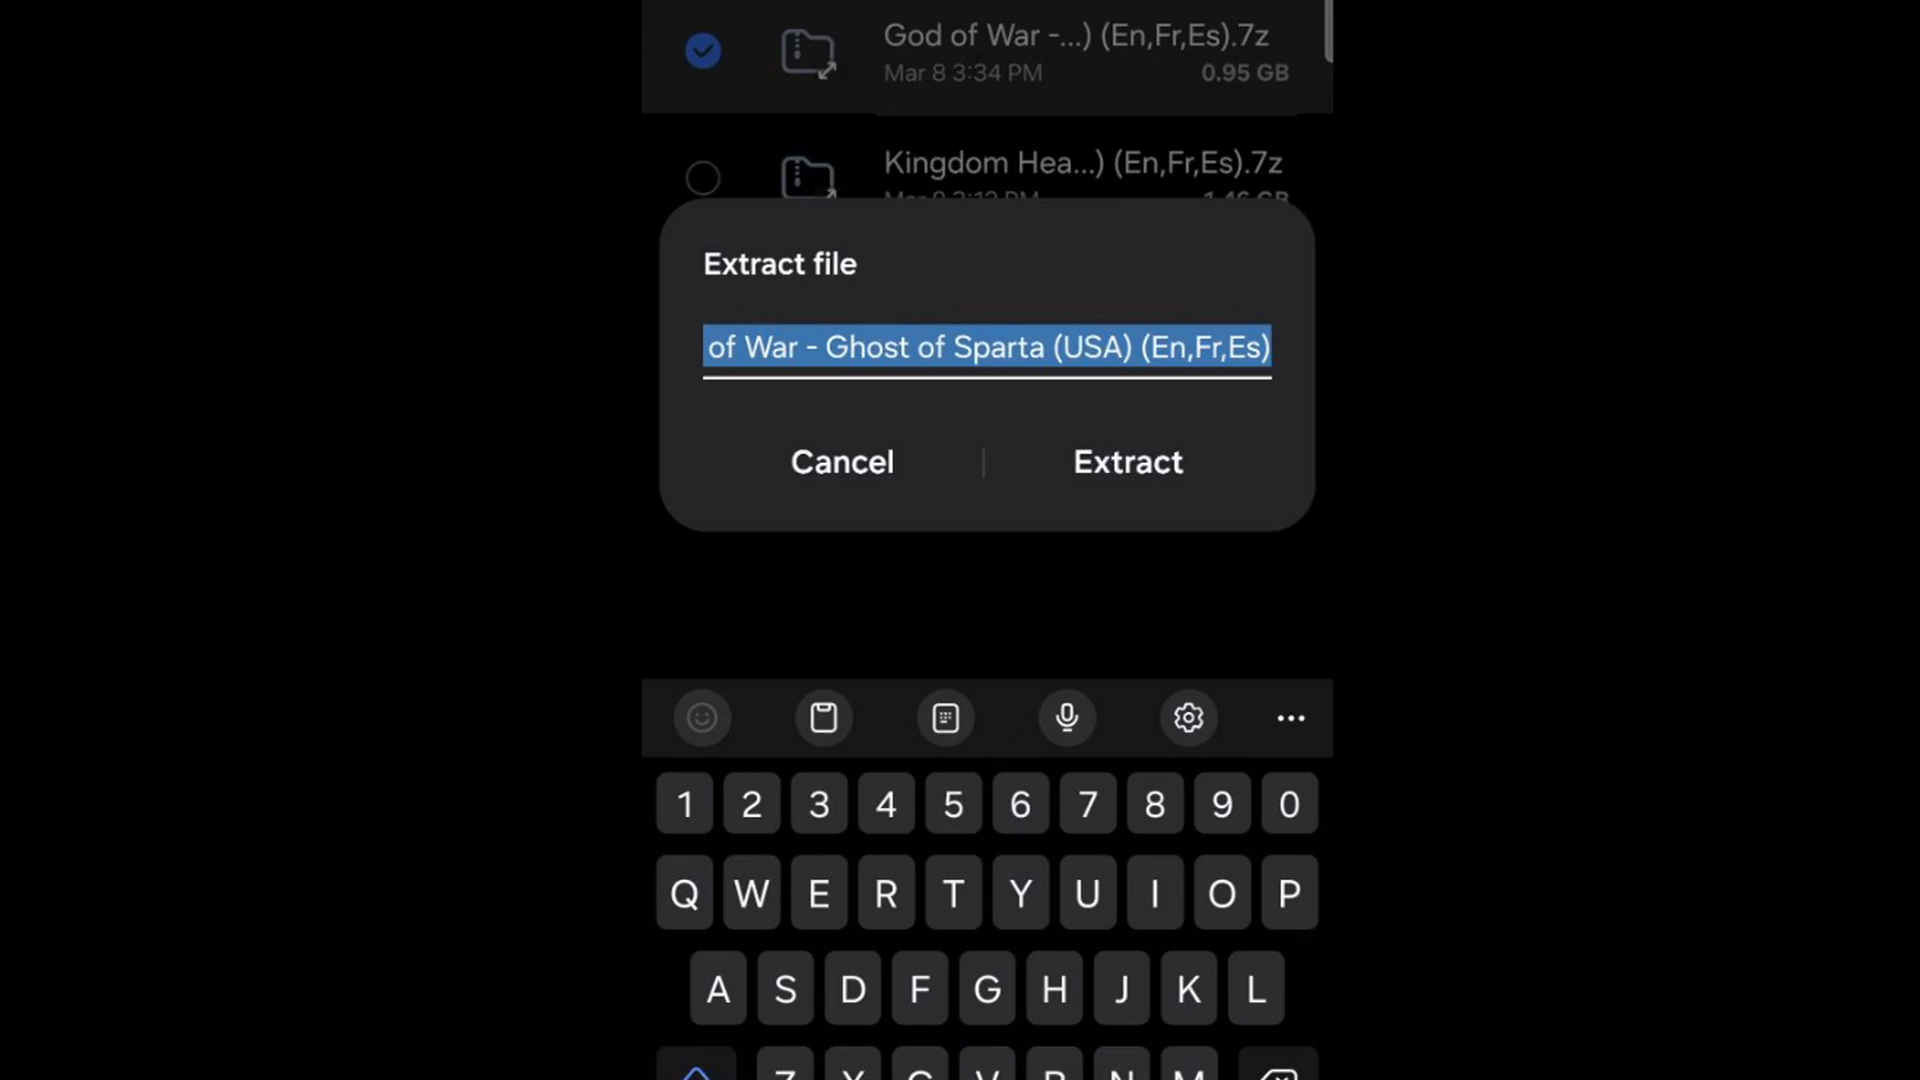 God of War -...) (En,Fr,Es).7z
Mar 8 3:34 PM 0.95 GB
Kingdom Hea...) (En,Fr,Es).7z
Extract file
of War - Ghost of Sparta (USA) (En,Fr,Es)
Cancel Extract
1 2 3 4 5 6 7 8 9 0
Q W E R T Y U I O P
A S D F G H J K L